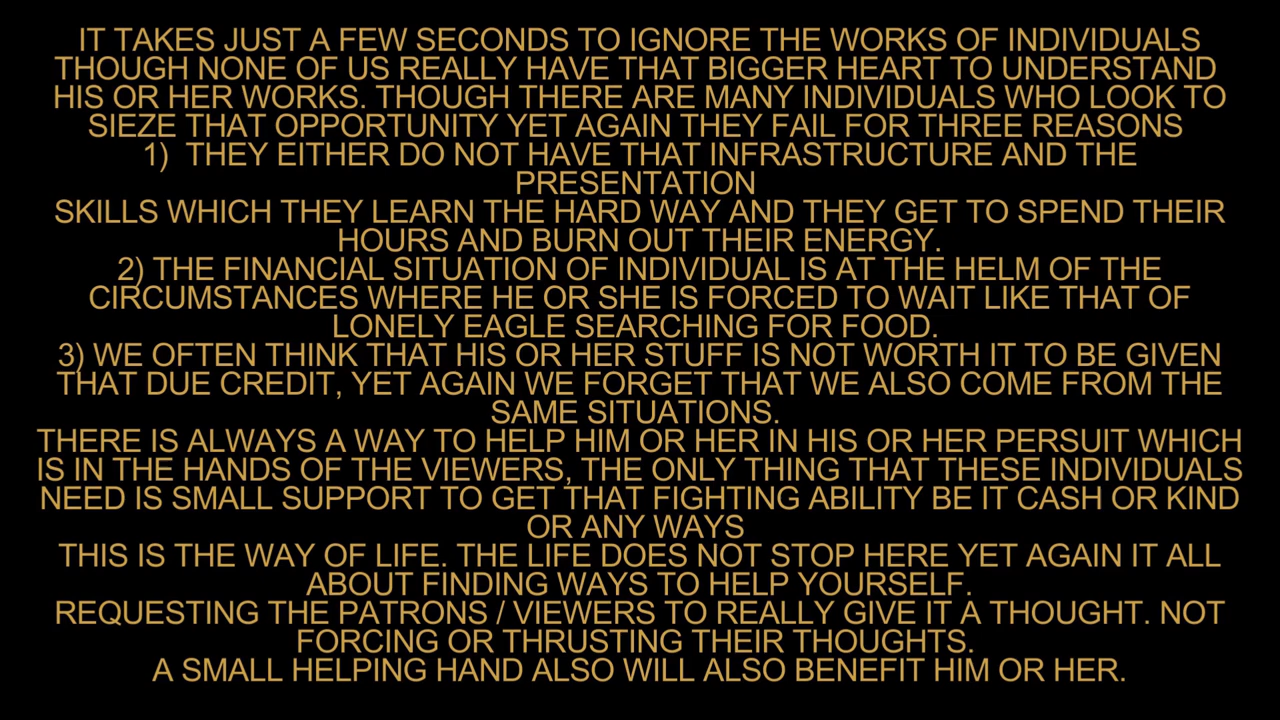 IT TAKES JUST A FEW SECONDS TO IGNORE THE WORKS OF INDIVIDUALS
THOUGH NONE OF US REALLY HAVE THAT BIGGER HEART TO UNDERSTAND
HIS OR HER WORKS. THOUGH THERE ARE MANY INDIVIDUALS WHO LOOK TO
SIEZE THAT OPPORTUNITY YET AGAIN THEY FAIL FOR THREE REASONS
1)  THEY EITHER DO NOT HAVE THAT INFRASTRUCTURE AND THE
PRESENTATION
SKILLS WHICH THEY LEARN THE HARD WAY AND THEY GET TO SPEND THEIR
HOURS AND BURN OUT THEIR ENERGY.
2) THE FINANCIAL SITUATION OF INDIVIDUAL IS AT THE HELM OF THE
CIRCUMSTANCES WHERE HE OR SHE IS FORCED TO WAIT LIKE THAT OF
LONELY EAGLE SEARCHING FOR FOOD.
3) WE OFTEN THINK THAT HIS OR HER STUFF IS NOT WORTH IT TO BE GIVEN
THAT DUE CREDIT, YET AGAIN WE FORGET THAT WE ALSO COME FROM THE
SAME SITUATIONS.
THERE IS ALWAYS A WAY TO HELP HIM OR HER IN HIS OR HER PERSUIT WHICH
IS IN THE HANDS OF THE VIEWERS, THE ONLY THING THAT THESE INDIVIDUALS
NEED IS SMALL SUPPORT TO GET THAT FIGHTING ABILITY BE IT CASH OR KIND
OR ANY WAYS
THIS IS THE WAY OF LIFE. THE LIFE DOES NOT STOP HERE YET AGAIN IT ALL
ABOUT FINDING WAYS TO HELP YOURSELF.
REQUESTING THE PATRONS / VIEWERS TO REALLY GIVE IT A THOUGHT. NOT
FORCING OR THRUSTING THEIR THOUGHTS.
A SMALL HELPING HAND ALSO WILL ALSO BENEFIT HIM OR HER.